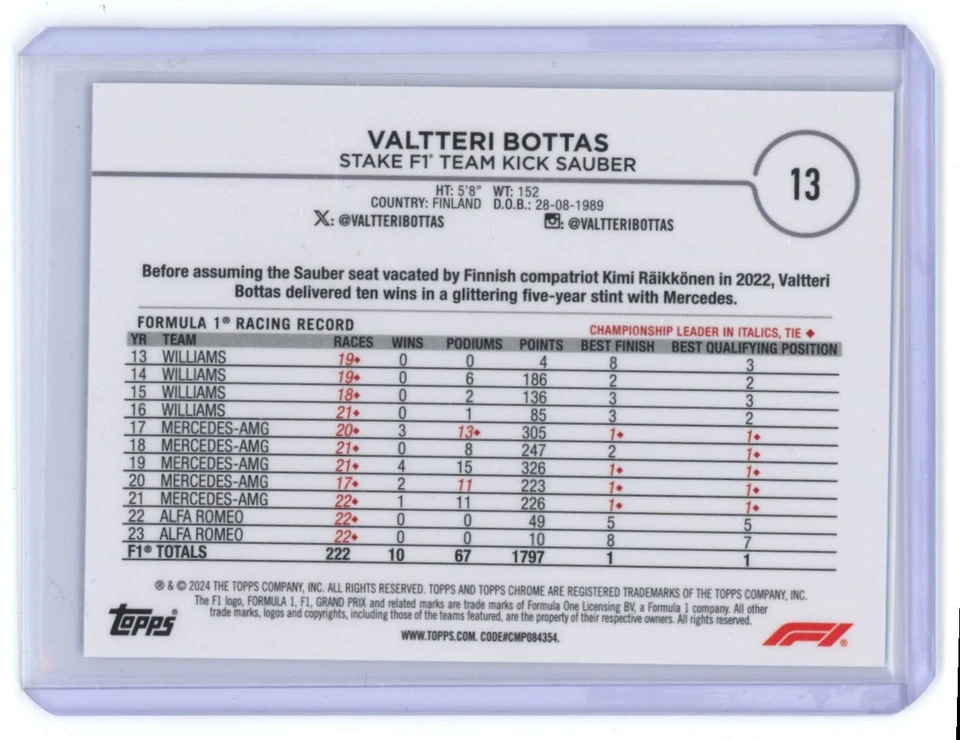 VALTTERI BOTTAS
STAKE F1® TEAM KICK SAUBER
13
HT: 5'8" WT: 152
COUNTRY: FINLAND D.O.B.: 28-08-1989
X: @VALTTERIBOTTAS : @VALTTERIBOTTAS
Before assuming the Sauber seat vacated by Finnish compatriot Kimi Räikkönen in 2022, Valtteri
Bottas delivered ten wins in a glittering five-year stint with Mercedes.
FORMULA 1® RACING RECORD CHAMPIONSHIP LEADER IN ITALICS, TIE ♦
YR TEAM RACES WINS PODIUMS POINTS BEST FINISH BEST QUALIFYING POSITION
13 WILLIAMS 19♦ 0 0 4 8 3
14 WILLIAMS 19♦ 0 6 186 2 2
15 WILLIAMS 18♦ 0 2 136 3 3
16 WILLIAMS 21♦ 0 1 85 3 2
17 MERCEDES-AMG 20♦ 3 13♦ 305 1♦ 1♦
18 MERCEDES-AMG 21♦ 0 8 247 2 1♦
19 MERCEDES-AMG 21♦ 4 15 326 1♦ 1♦
20 MERCEDES-AMG 17♦ 2 11 223 1♦ 1♦
21 MERCEDES-AMG 22♦ 1 11 226 1♦ 1♦
22 ALFA ROMEO 22♦ 0 0 49 5 5
23 ALFA ROMEO 22♦ 0 0 10 8 7
F1® TOTALS 222 10 67 1797 1 1
® & © 2024 THE TOPPS COMPANY, INC. ALL RIGHTS RESERVED. TOPPS AND TOPPS CHROME ARE REGISTERED TRADEMARKS OF THE TOPPS COMPANY, INC.
The F1 logo, FORMULA 1, F1, GRAND PRIX and related marks are trade marks of Formula One Licensing BV, a Formula 1 company. All other
trade marks, logos and copyrights, including those of the teams featured, are the property of their respective owners. All rights reserved.
WWW.TOPPS.COM. CODE#CMP084354.
topps®
F1®